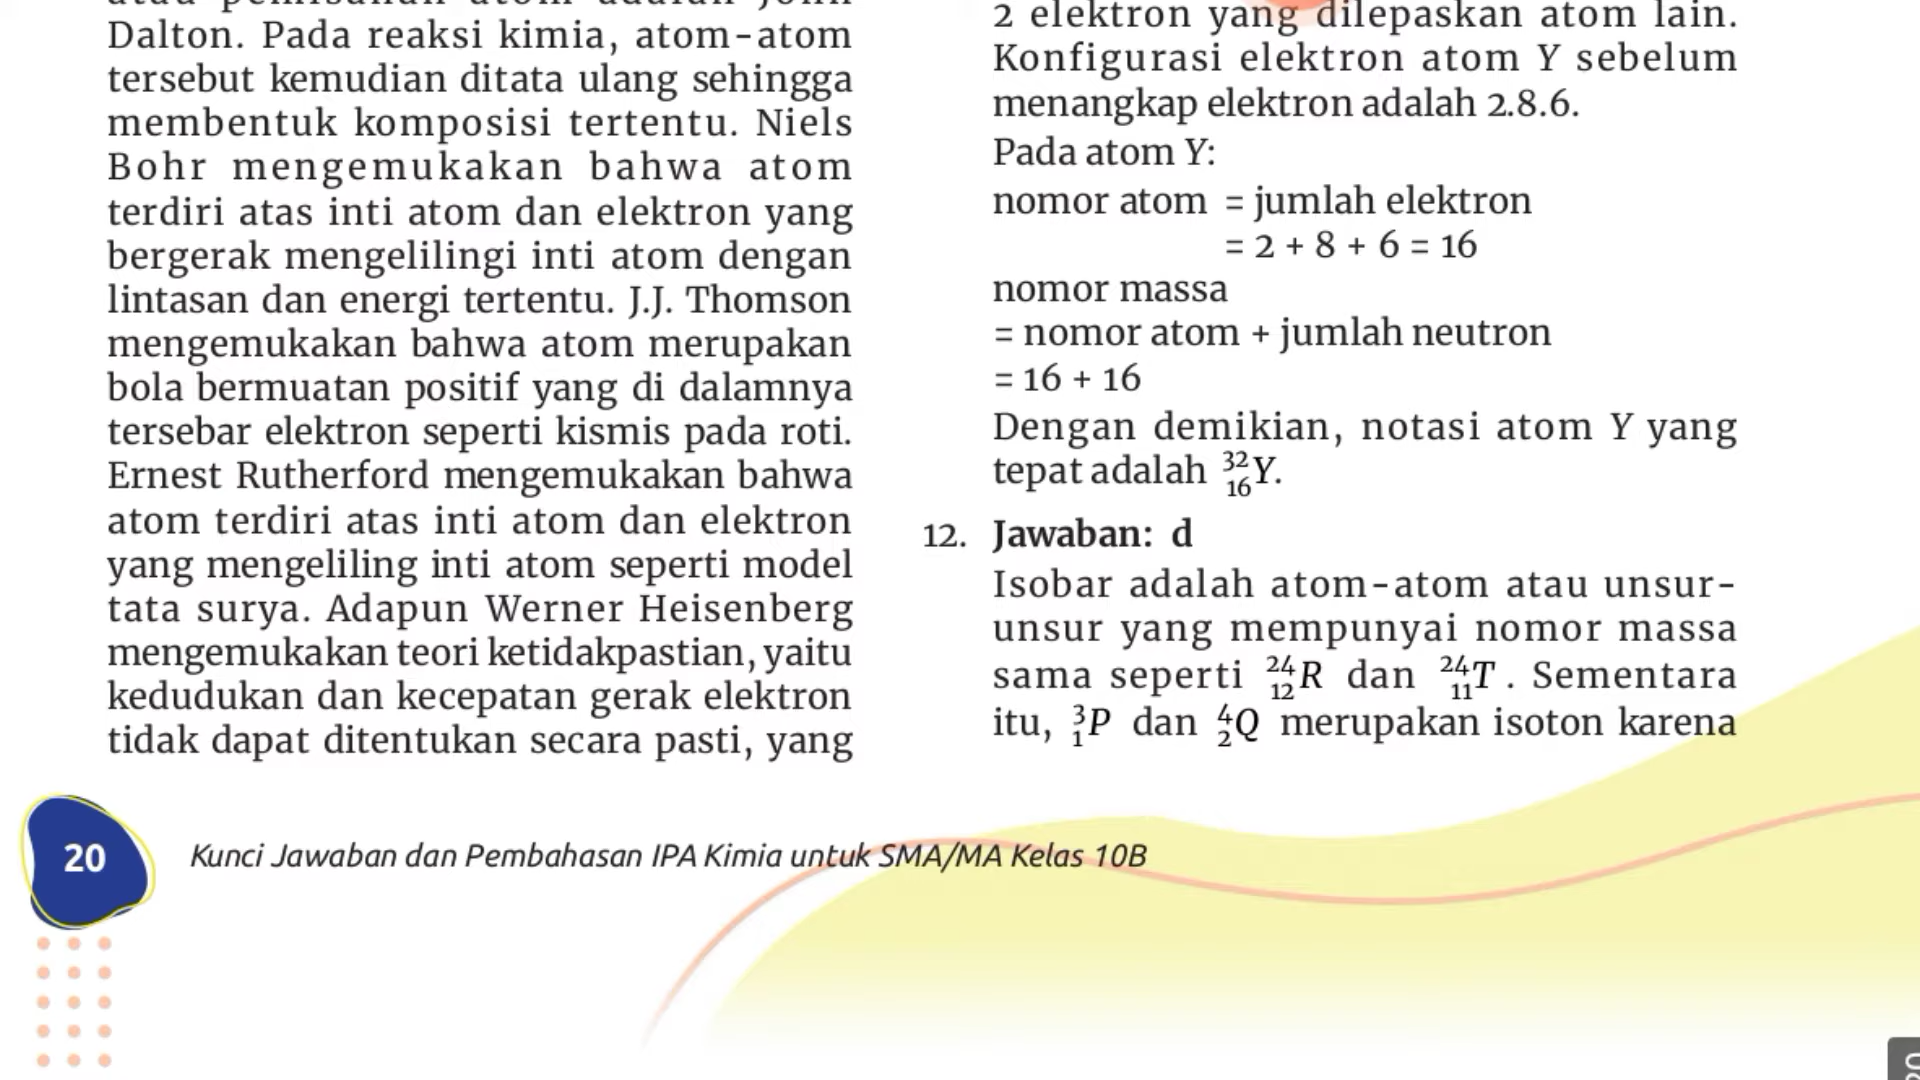 atau pemisahan atom adalah John
Dalton. Pada reaksi kimia, atom-atom
tersebut kemudian ditata ulang sehingga
membentuk komposisi tertentu. Niels
Bohr mengemukakan bahwa atom
terdiri atas inti atom dan elektron yang
bergerak mengelilingi inti atom dengan
lintasan dan energi tertentu. J.J. Thomson
mengemukakan bahwa atom merupakan
bola bermuatan positif yang di dalamnya
tersebar elektron seperti kismis pada roti.
Ernest Rutherford mengemukakan bahwa
atom terdiri atas inti atom dan elektron
yang mengeliling inti atom seperti model
tata surya. Adapun Werner Heisenberg
mengemukakan teori ketidakpastian, yaitu
kedudukan dan kecepatan gerak elektron
tidak dapat ditentukan secara pasti, yang
2 elektron yang dilepaskan atom lain.
Konfigurasi elektron atom Y sebelum
menangkap elektron adalah 2.8.6.
Pada atom Y:
nomor atom = jumlah elektron
= 2 + 8 + 6 = 16
nomor massa
= nomor atom + jumlah neutron
= 16 + 16
Dengan demikian, notasi atom Y yang
tepat adalah ³²₁₆Y.
12. Jawaban: d
Isobar adalah atom-atom atau unsur-
unsur yang mempunyai nomor massa
sama seperti ²⁴₁₂R dan ²⁴₁₁T. Sementara
itu, ³₁P dan ⁴₂Q merupakan isoton karena
20
Kunci Jawaban dan Pembahasan IPA Kimia untuk SMA/MA Kelas 10B